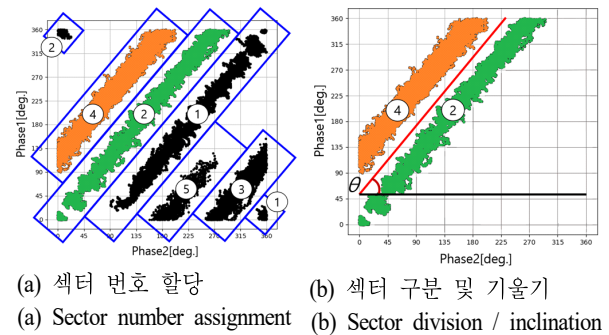 360
315
270
225
180
135
90
45
0
Phase1[deg.]
2
4
2
1
5
3
1
0 45 90 135 180 225 270 315 360
Phase2[deg.]
360
315
270
225
180
135
90
45
0
Phase1[deg.]
4
2
θ
0 45 90 135 180 225 270 315 360
Phase2[deg.]
(a) 섹터 번호 할당
(a) Sector number assignment
(b) 섹터 구분 및 기울기
(b) Sector division / inclination